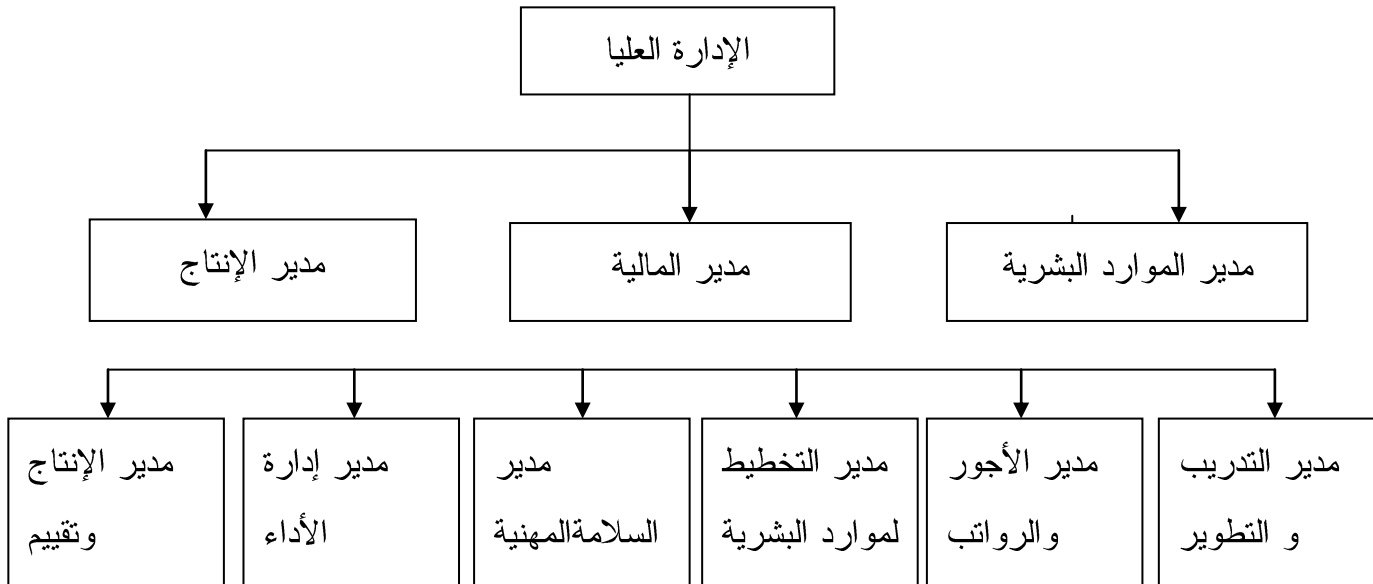 الإدارة العليا
مدير الموارد البشرية
مدير المالية
مدير الإنتاج
مدير التدريب
و التطوير
مدير الأجور
والرواتب
مدير التخطيط
لموارد البشرية
مدير
السلامةالمهنية
مدير إدارة
الأداء
مدير الإنتاج
وتقييم